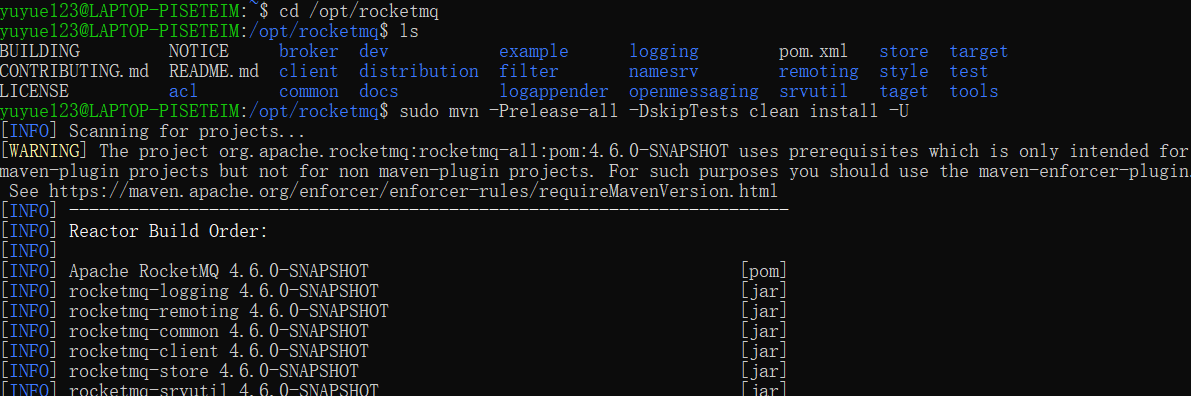 yuyue123@LAPTOP-PISETEIM:~$ cd /opt/rocketmq
yuyue123@LAPTOP-PISETEIM:/opt/rocketmq$ ls
BUILDING NOTICE broker dev example logging pom.xml store target
CONTRIBUTING.md README.md client distribution filter namesrv remoting style test
LICENSE acl common docs logappender openmessaging srvutil taget tools
yuyue123@LAPTOP-PISETEIM:/opt/rocketmq$ sudo mvn -Prelease-all -DskipTests clean install -U
[INFO] Scanning for projects...
[WARNING] The project org.apache.rocketmq:rocketmq-all:pom:4.6.0-SNAPSHOT uses prerequisites which is only intended for
maven-plugin projects but not for non maven-plugin projects. For such purposes you should use the maven-enforcer-plugin.
See https://maven.apache.org/enforcer/enforcer-rules/requireMavenVersion.html
[INFO] ------------------------------------------------------------------------
[INFO] Reactor Build Order:
[INFO]
[INFO] Apache RocketMQ 4.6.0-SNAPSHOT [pom]
[INFO] rocketmq-logging 4.6.0-SNAPSHOT [jar]
[INFO] rocketmq-remoting 4.6.0-SNAPSHOT [jar]
[INFO] rocketmq-common 4.6.0-SNAPSHOT [jar]
[INFO] rocketmq-client 4.6.0-SNAPSHOT [jar]
[INFO] rocketmq-store 4.6.0-SNAPSHOT [jar]
[INFO] rocketmq-srvutil 4.6.0-SNAPSHOT [jar]